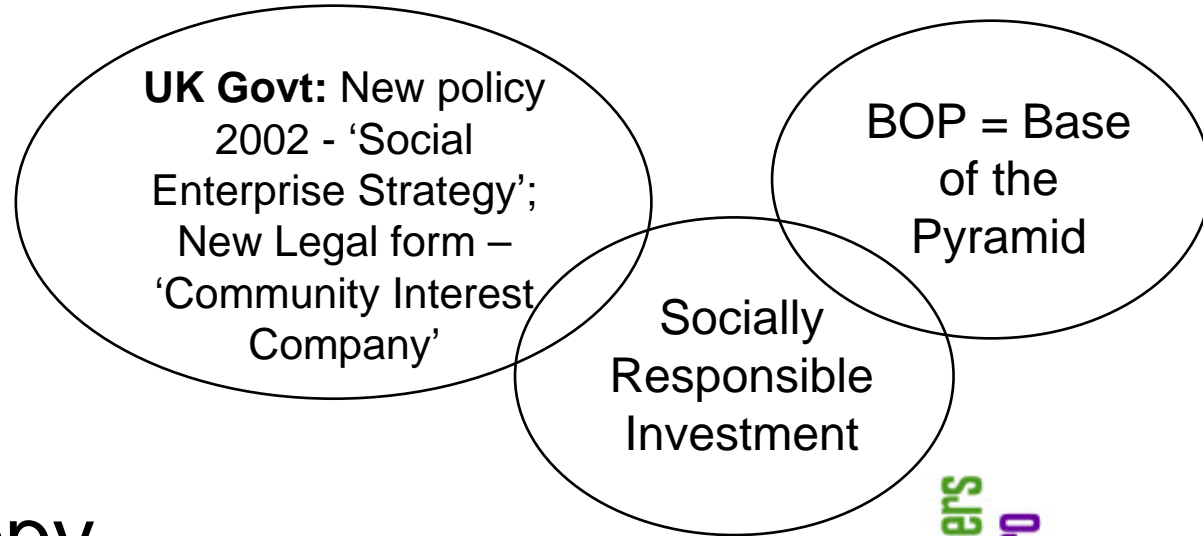 UK Govt: New policy
2002 - ‘Social
Enterprise Strategy’;
New Legal form –
‘Community Interest
Company’
BOP = Base
of the
Pyramid
Socially
Responsible
Investment